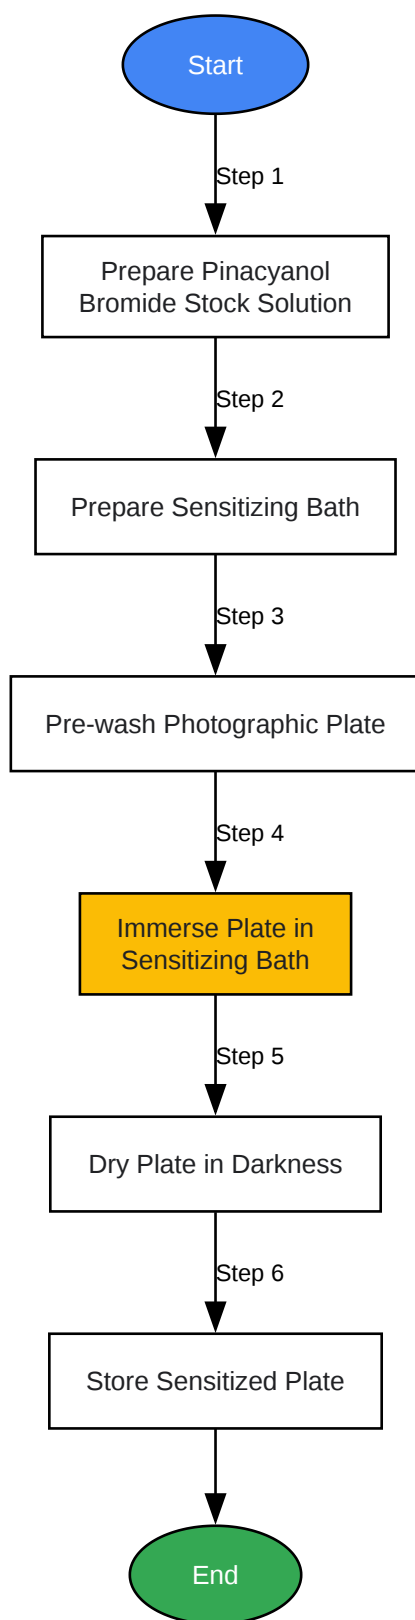 Start
Step 1
Prepare Pinacyanol
Bromide Stock Solution
Step 2
Prepare Sensitizing Bath
Step 3
Pre-wash Photographic Plate
Step 4
Immerse Plate in
Sensitizing Bath
Step 5
Dry Plate in Darkness
Step 6
Store Sensitized Plate
End